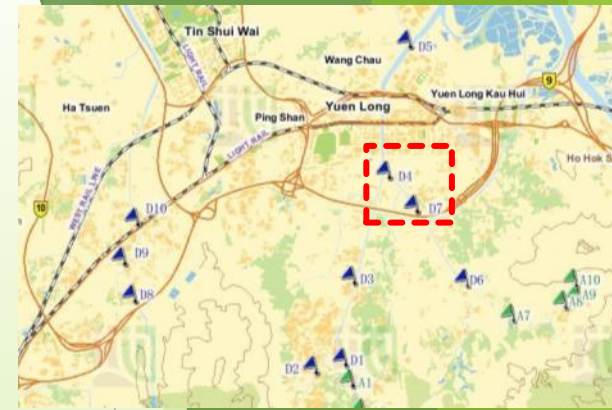 Tin Shui Wai
D5
LIGHT RAIL
Wang Chau
9
Yuen Long Kau Hui
Ha Tsuen
Yuen Long
Ping Shan
LIGHT RAIL
Ho Hok S
D4
WEST RAIL LINE
10
D10
D7
D9
D3
D6
A10
A9
D8
A8
A7
D2
D1
A1